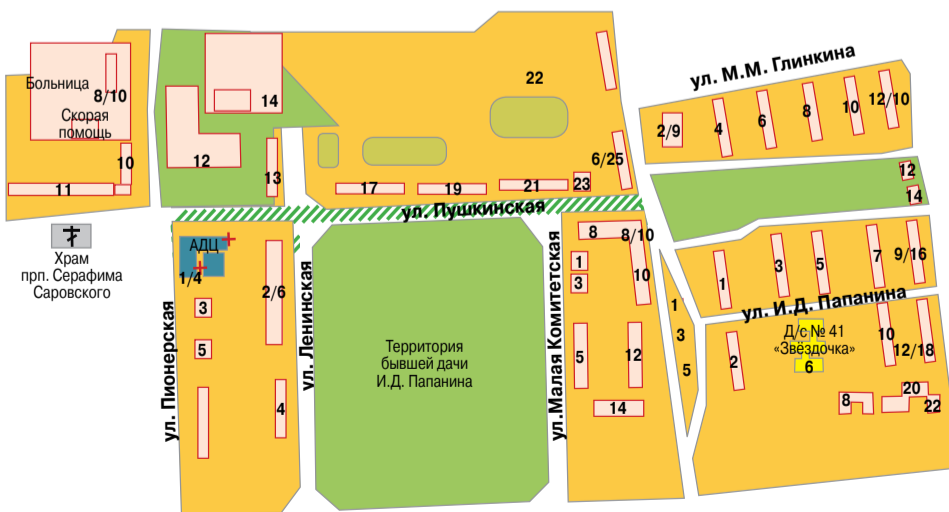 Больница
8/10
Скорая
помощь
10
11
Храм
прп. Серафима
Саровского
14
12
13
22
17
19
21
23
6/25
ул. Пушкинская
ул. М.М. Глинкина
2/9
4
6
8
10
12/10
12
14
АДЦ
1/4
3
5
2/6
4
ул. Пионерская
ул. Ленинская
Территория
бывшей дачи
И.Д. Папанина
ул.Малая Комитетская
8
8/10
1
3
10
5
12
14
1
3
5
1
3
5
7
9/16
ул. И.Д. Папанина
2
Д/с № 41
«Звёздочка»
6
10
12/18
8
20
22